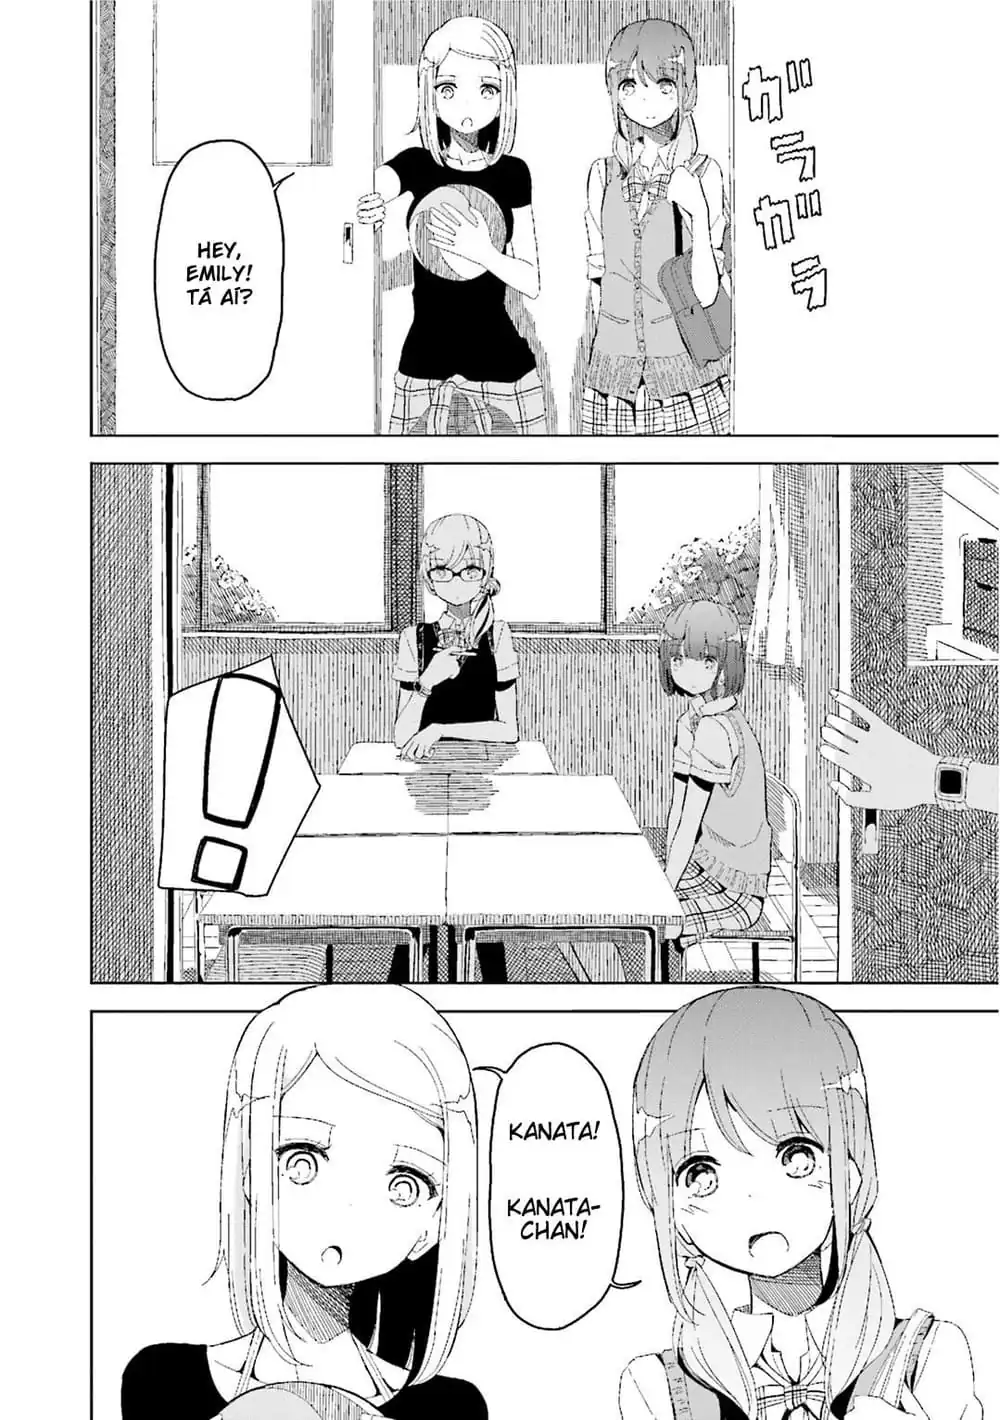 HEY,
EMILY!
TÁ AÍ?
ガラガラ
!
KANATA!
KANATA-
CHAN!